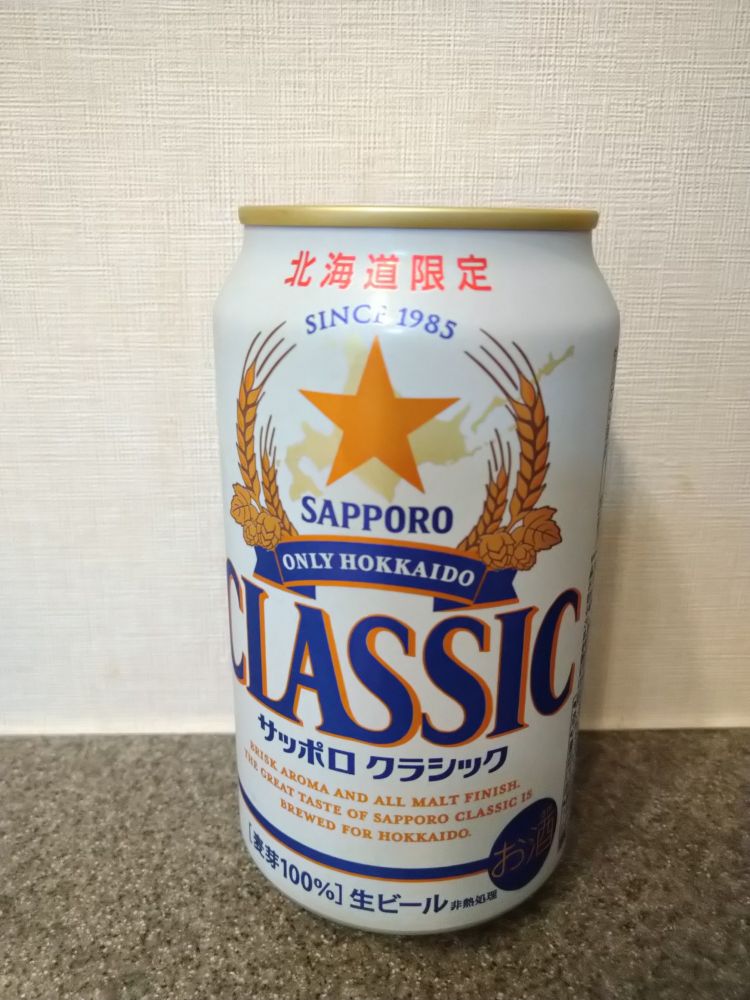 北海道限定
SINCE 1985
SAPPORO
ONLY HOKKAIDO
CLASSIC
サッポロ クラシック
BRISK AROMA AND ALL MALT FINISH.
THE GREAT TASTE OF SAPPORO CLASSIC IS
BREWED FOR HOKKAIDO.
お酒
[麦芽100%] 生ビール 非熱処理